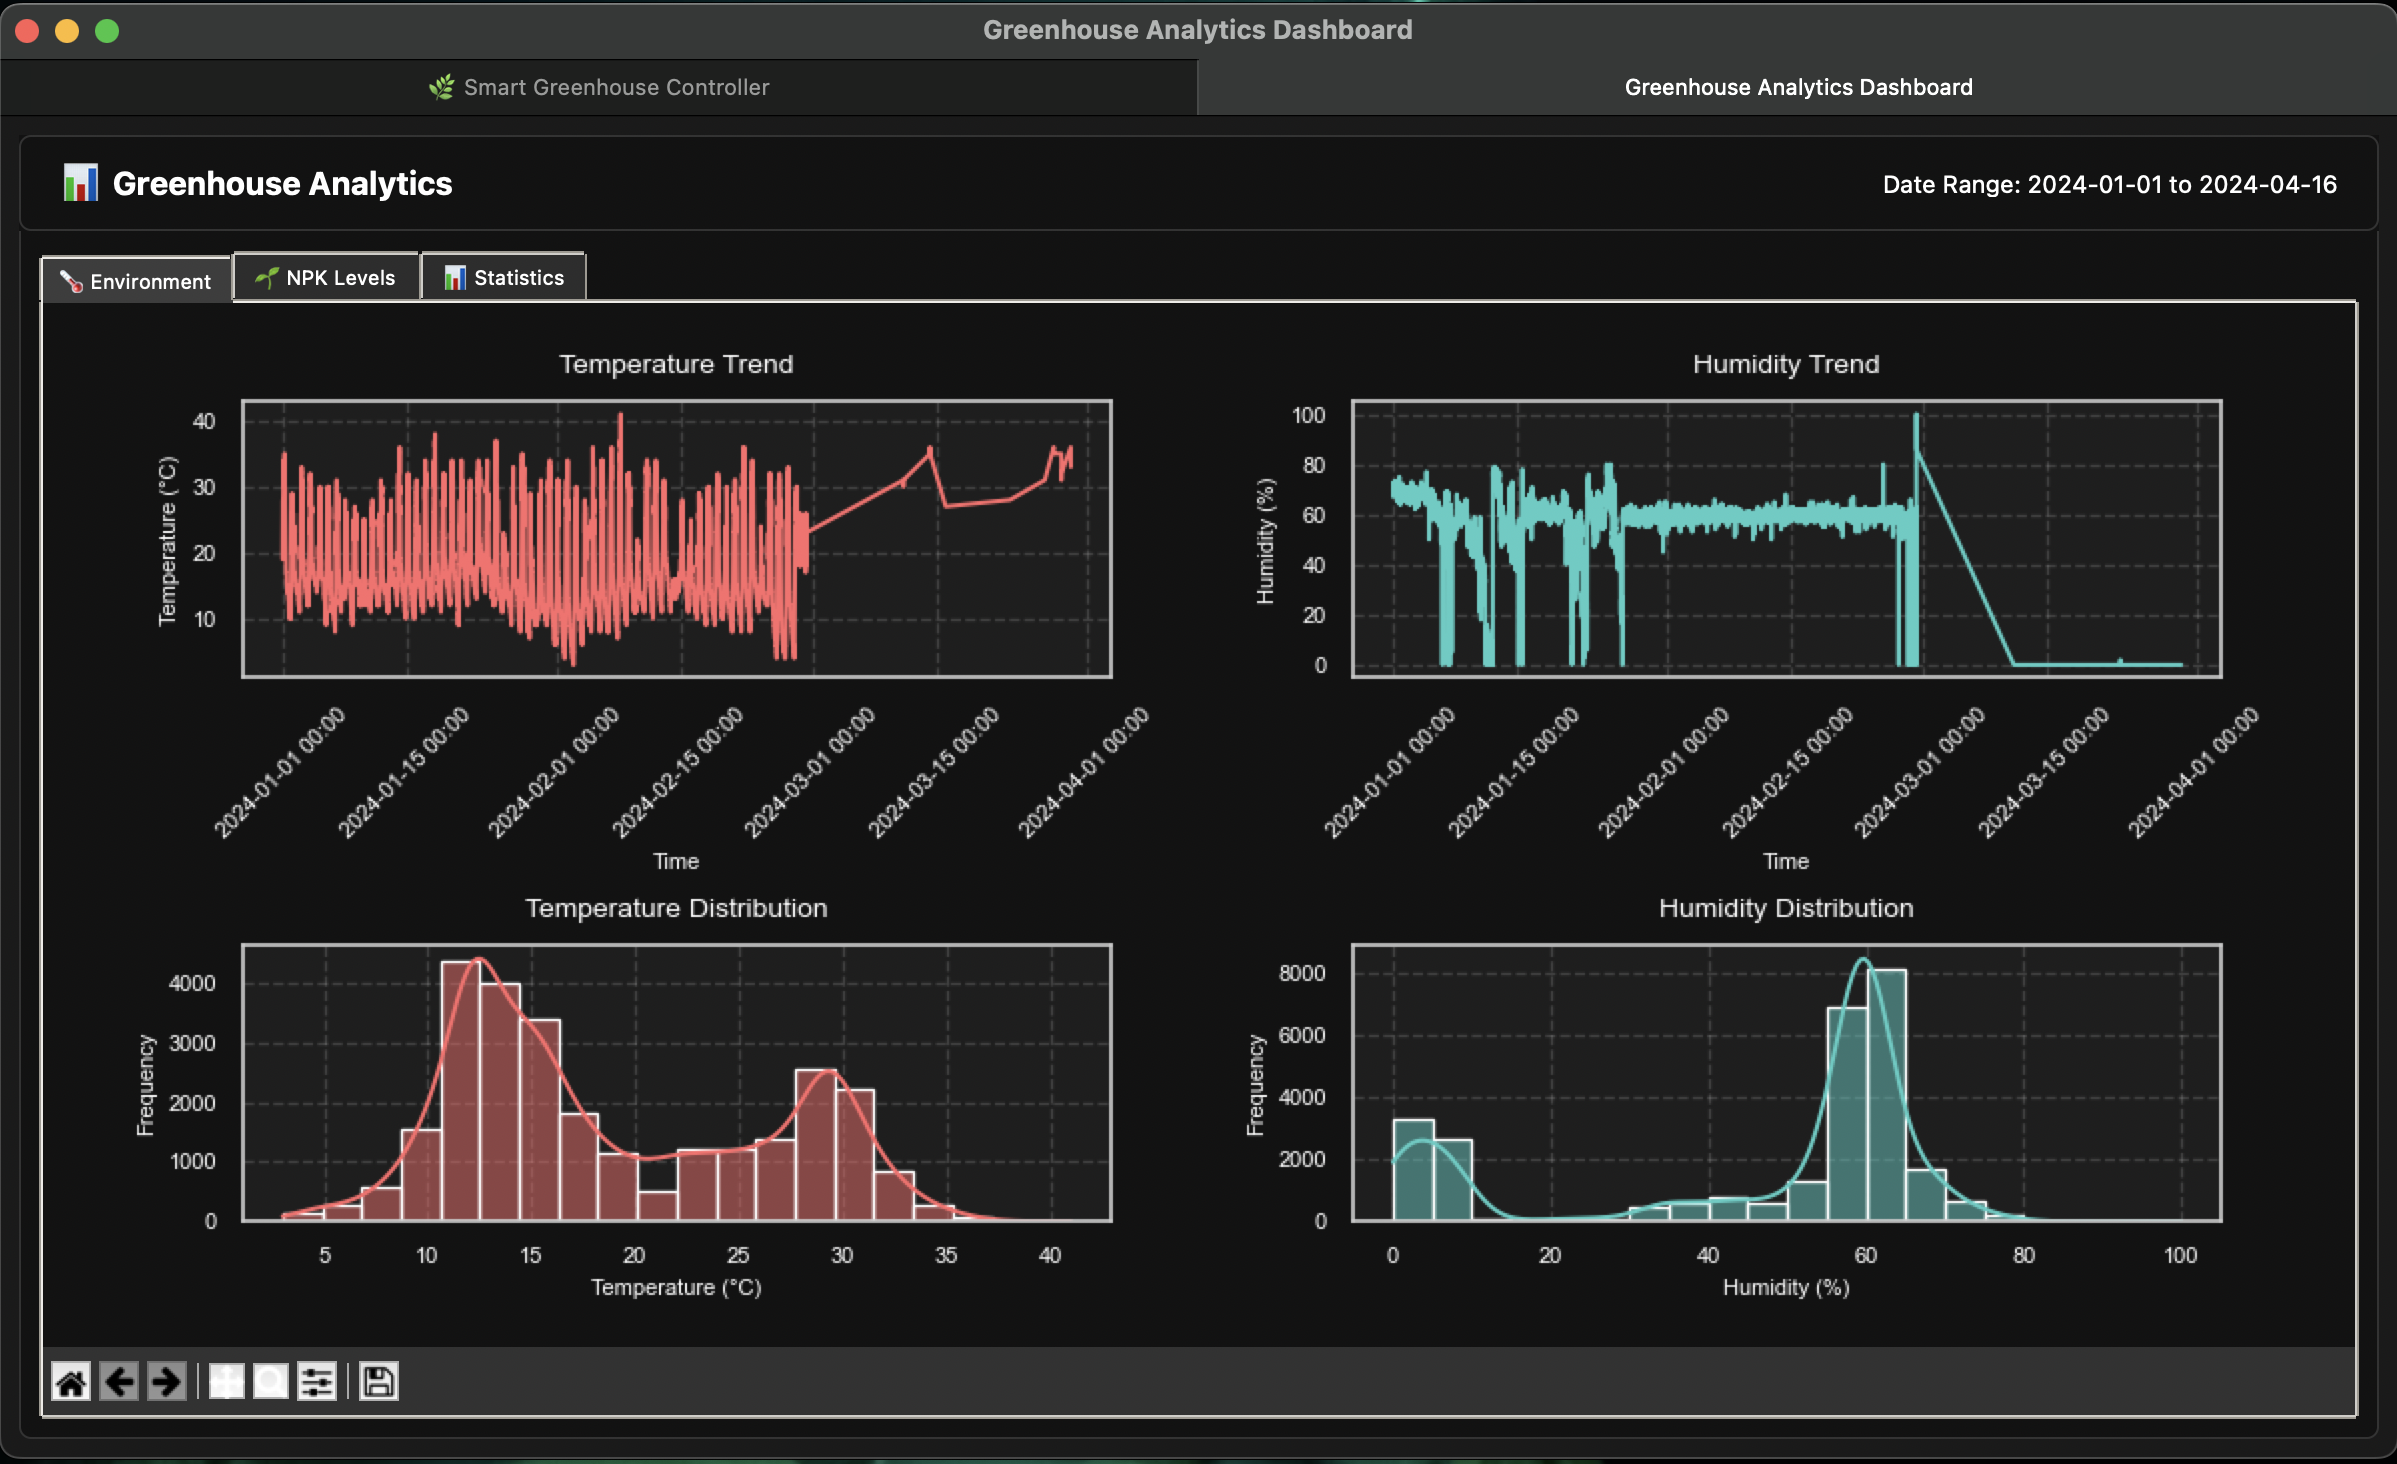 Greenhouse Analytics Dashboard
Smart Greenhouse Controller
Greenhouse Analytics Dashboard
Greenhouse Analytics
Date Range: 2024-01-01 to 2024-04-16
Environment
NPK Levels
Statistics
Temperature Trend
Temperature (°C)
40
30
20
10
2024-01-01 00:00
2024-01-15 00:00
2024-02-01 00:00
2024-02-15 00:00
2024-03-01 00:00
2024-03-15 00:00
2024-04-01 00:00
Time
Humidity Trend
Humidity (%)
100
80
60
40
20
0
2024-01-01 00:00
2024-01-15 00:00
2024-02-01 00:00
2024-02-15 00:00
2024-03-01 00:00
2024-03-15 00:00
2024-04-01 00:00
Time
Temperature Distribution
Frequency
4000
3000
2000
1000
0
5 10 15 20 25 30 35 40
Temperature (°C)
Humidity Distribution
Frequency
8000
6000
4000
2000
0
0 20 40 60 80 100
Humidity (%)